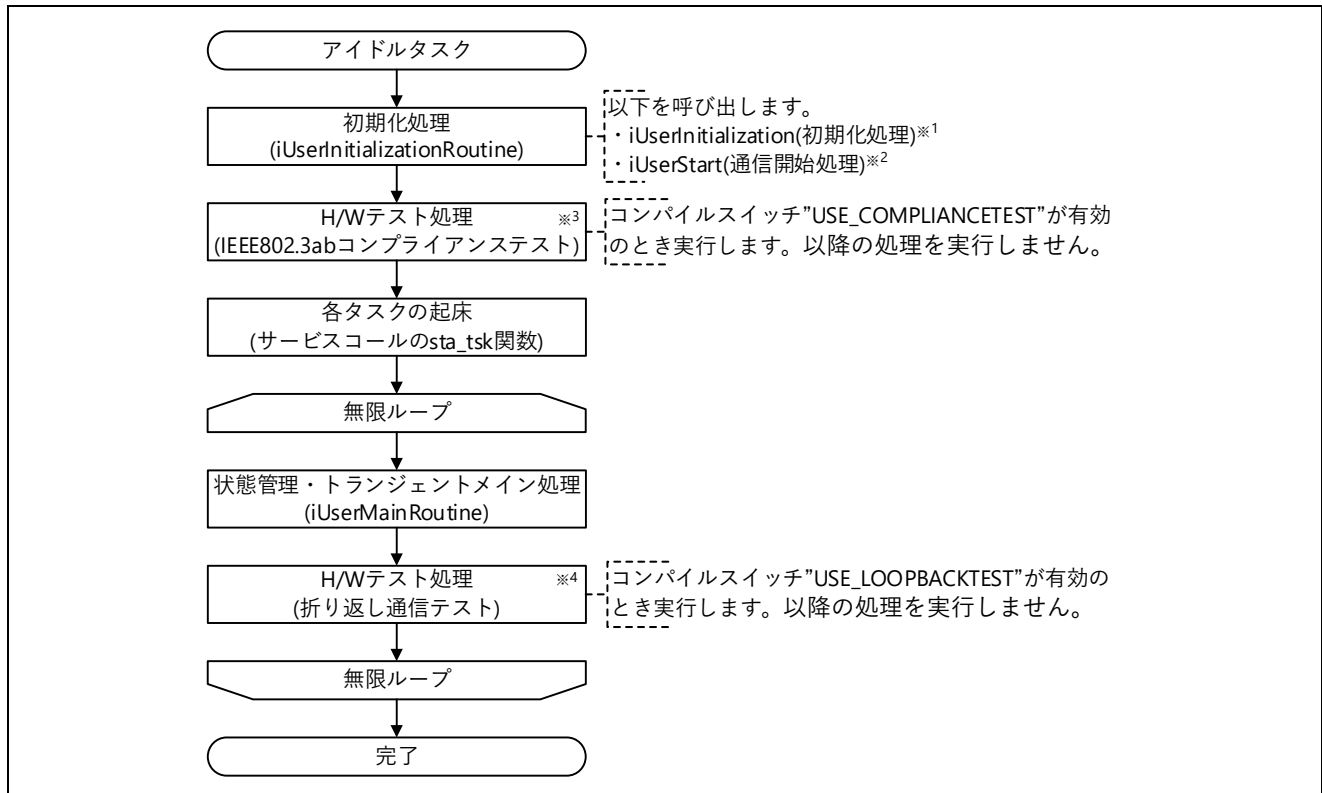 アイドルタスク
初期化処理
(iUserInitializationRoutine)
以下を呼び出します。
・iUserInitialization(初期化処理)※1
・iUserStart(通信開始処理)※2
H/Wテスト処理 ※3
(IEEE802.3abコンプライアンステスト)
コンパイルスイッチ”USE_COMPLIANCETEST”が有効
のとき実行します。以降の処理を実行しません。
各タスクの起床
(サービスコールのsta_tsk関数)
無限ループ
状態管理・トランジェントメイン処理
(iUserMainRoutine)
H/Wテスト処理 ※4
(折り返し通信テスト)
コンパイルスイッチ”USE_LOOPBACKTEST”が有効の
とき実行します。以降の処理を実行しません。
無限ループ
完了